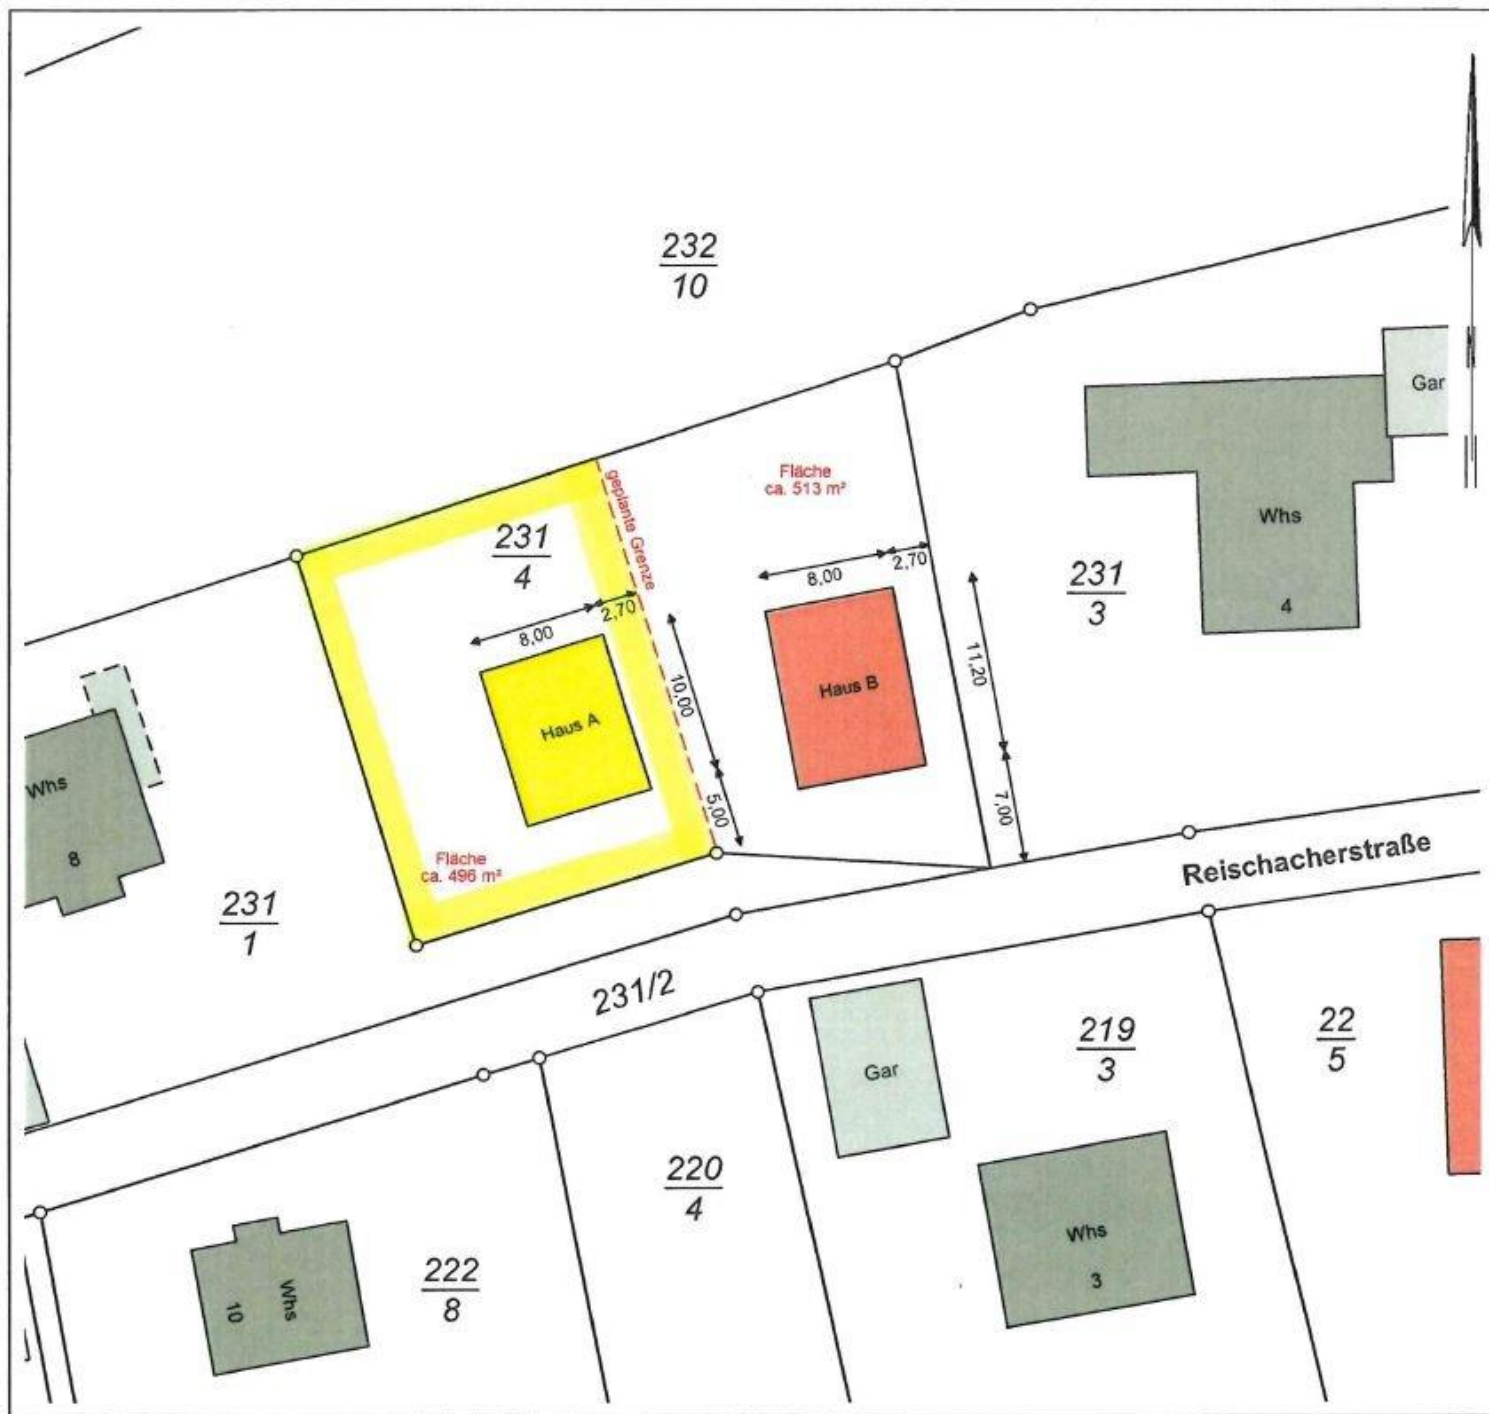 232
10
Gar
Fläche
ca. 513 m²
geplante Grenze
231
4
Whs
4
231
3
8,00
2,70
8,00
2,70
11,20
10,00
Haus B
Haus A
Whs
8
5,00
7,00
Fläche
ca. 496 m²
Reischacherstraße
231
1
231/2
219
3
22
5
Gar
220
4
Whs
3
222
8
Whs
10